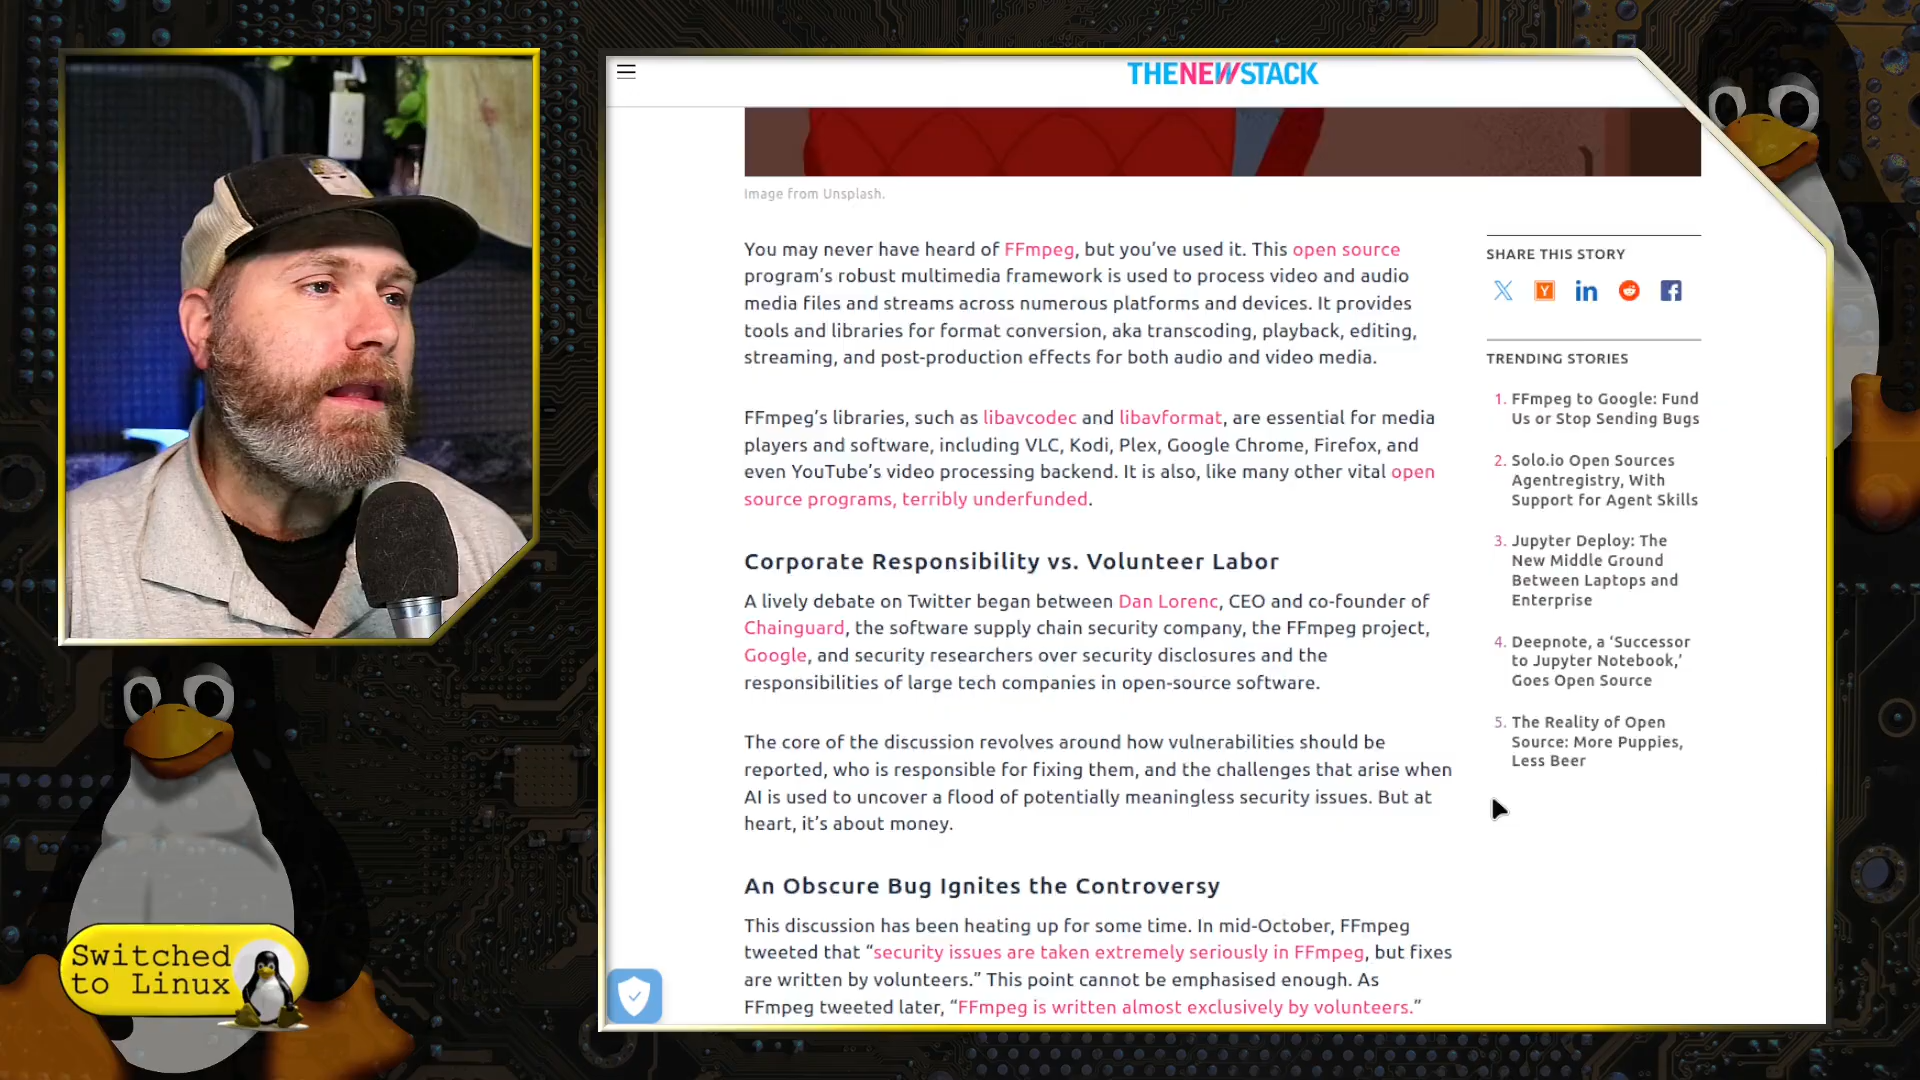 THENEWSTACK
Image from Unsplash.
You may never have heard of FFmpeg, but you’ve used it. This open source
program’s robust multimedia framework is used to process video and audio
media files and streams across numerous platforms and devices. It provides
tools and libraries for format conversion, aka transcoding, playback, editing,
streaming, and post-production effects for both audio and video media.
FFmpeg’s libraries, such as libavcodec and libavformat, are essential for media
players and software, including VLC, Kodi, Plex, Google Chrome, Firefox, and
even YouTube’s video processing backend. It is also, like many other vital open
source programs, terribly underfunded.
Corporate Responsibility vs. Volunteer Labor
A lively debate on Twitter began between Dan Lorenc, CEO and co-founder of
Chainguard, the software supply chain security company, the FFmpeg project,
Google, and security researchers over security disclosures and the
responsibilities of large tech companies in open-source software.
The core of the discussion revolves around how vulnerabilities should be
reported, who is responsible for fixing them, and the challenges that arise when
AI is used to uncover a flood of potentially meaningless security issues. But at
heart, it’s about money.
An Obscure Bug Ignites the Controversy
This discussion has been heating up for some time. In mid-October, FFmpeg
tweeted that “security issues are taken extremely seriously in FFmpeg, but fixes
are written by volunteers.” This point cannot be emphasised enough. As
FFmpeg tweeted later, “FFmpeg is written almost exclusively by volunteers.”
SHARE THIS STORY
TRENDING STORIES
1. FFmpeg to Google: Fund
Us or Stop Sending Bugs
2. Solo.io Open Sources
Agentregistry, With
Support for Agent Skills
3. Jupyter Deploy: The
New Middle Ground
Between Laptops and
Enterprise
4. Deepnote, a ‘Successor
to Jupyter Notebook,’
Goes Open Source
5. The Reality of Open
Source: More Puppies,
Less Beer
Switched
to Linux